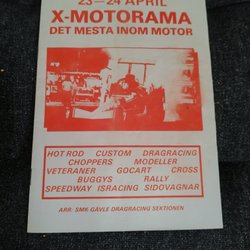 23–24 APRIL
X-MOTORAMA
DET MESTA INOM MOTOR
HOT ROD CUSTOM DRAGRACING
CHOPPERS MODELLER
VETERANER GOCART CROSS
BUGGYS RALLY
SPEEDWAY ISRACING SIDOVAGNAR
ARR: SMK GÄVLE DRAGRACING SEKTIONEN